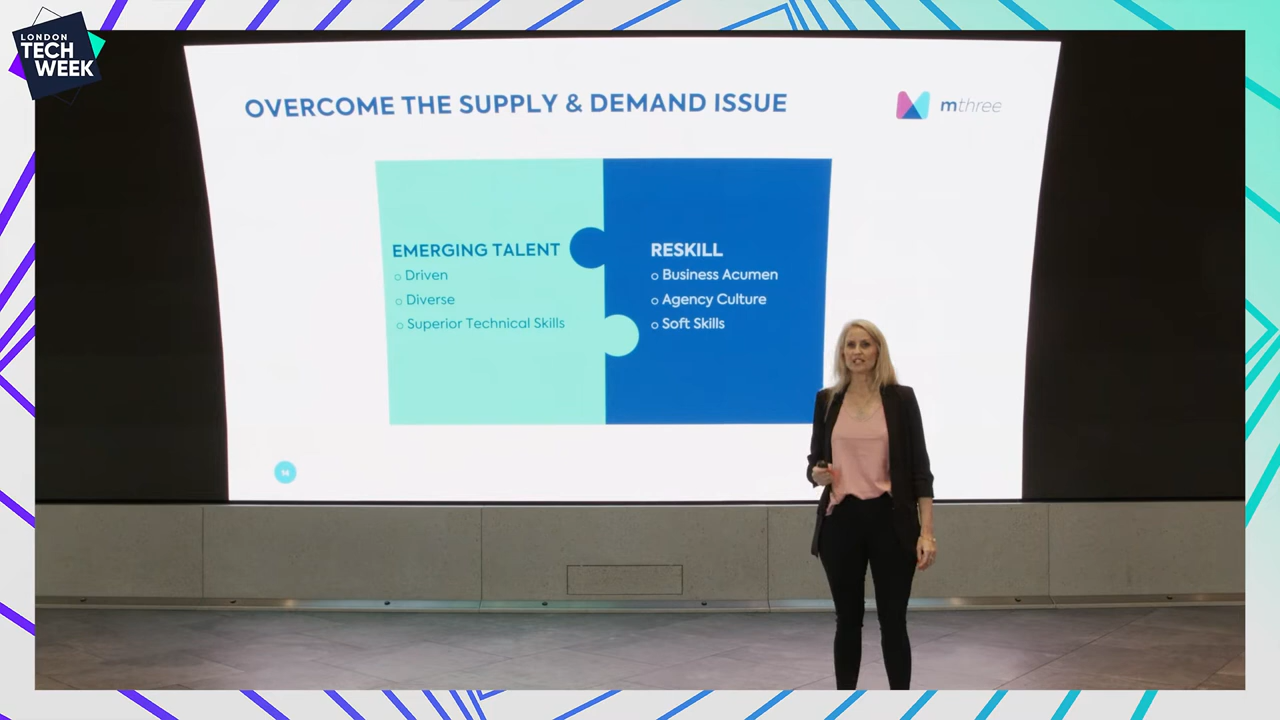 LONDON
TECH
WEEK
OVERCOME THE SUPPLY & DEMAND ISSUE
mthree
EMERGING TALENT
Driven
Diverse
Superior Technical Skills
RESKILL
Business Acumen
Agency Culture
Soft Skills
14